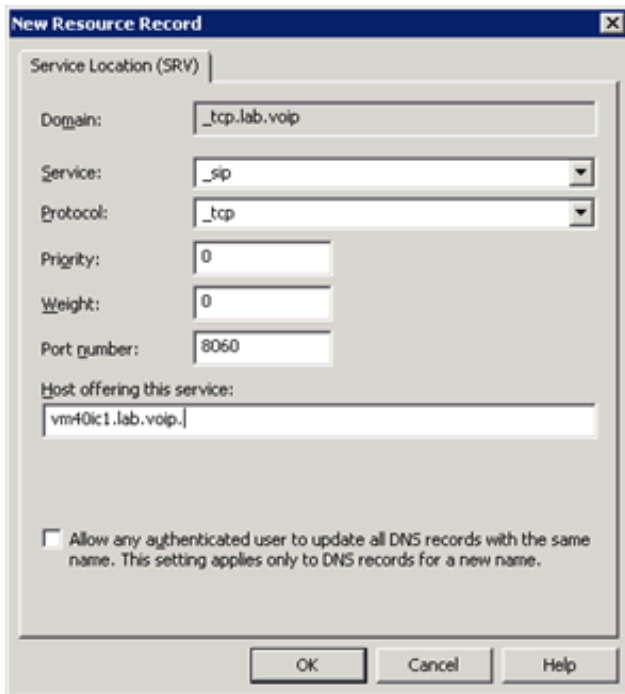 New Resource Record
Service Location (SRV)
Domain: _tcp.lab.voip
Service: _sip
Protocol: _tcp
Priority: 0
Weight: 0
Port number: 8060
Host offering this service:
vm40ic1.lab.voip.
Allow any authenticated user to update all DNS records with the same
name. This setting applies only to DNS records for a new name.
OK Cancel Help